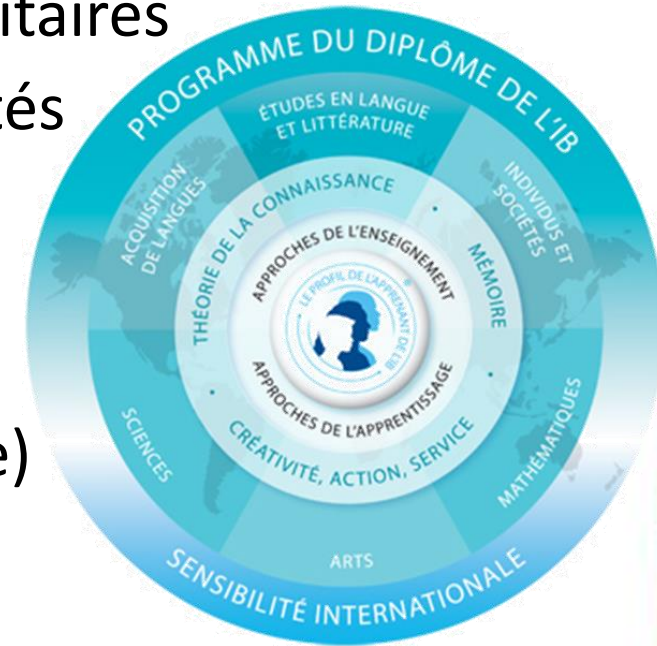 itaires
tés
e)
PROGRAMME DU DIPLÔME DE L'IB
ÉTUDES EN LANGUE
ET LITTÉRATURE
ACQUISITION
DE LANGUES
INDIVIDUS ET
SOCIÉTÉS
THÉORIE DE LA CONNAISSANCE
MÉMOIRE
APPROCHES DE L'ENSEIGNEMENT
LE PROFIL DE L'APPRENANT DE L'IB
APPROCHES DE L'APPRENTISSAGE
CRÉATIVITÉ, ACTION, SERVICE
SCIENCES
MATHÉMATIQUES
ARTS
SENSIBILITÉ INTERNATIONALE